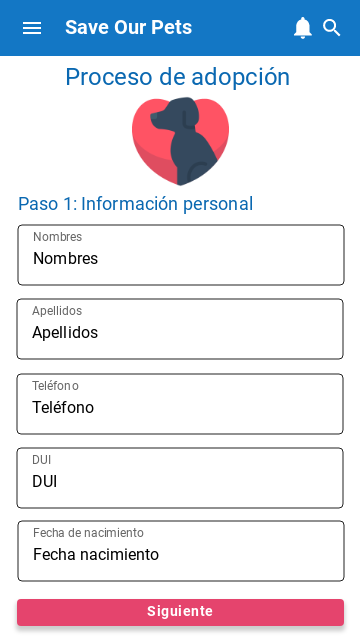 Save Our Pets
Proceso de adopción
Paso 1: Información personal
Nombres
Nombres
Apellidos
Apellidos
Teléfono
Teléfono
DUI
DUI
Fecha de nacimiento
Fecha nacimiento
Siguiente